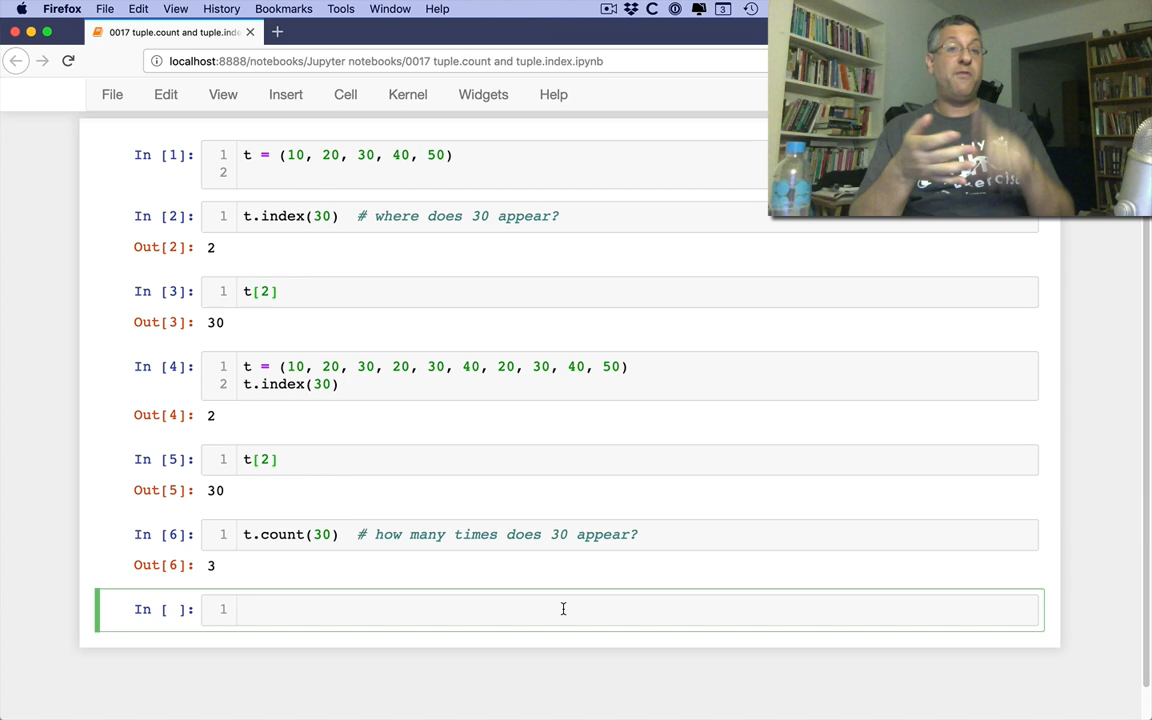 Firefox File Edit View History Bookmarks Tools Window Help
3
0017 tuple.count and tuple.inde
localhost:8888/notebooks/Jupyter notebooks/0017 tuple.count and tuple.index.ipynb
File Edit View Insert Cell Kernel Widgets Help
In [1]: 1 t = (10, 20, 30, 40, 50)
2
In [2]: 1 t.index(30) # where does 30 appear?
Out[2]: 2
In [3]: 1 t[2]
Out[3]: 30
In [4]: 1 t = (10, 20, 30, 20, 30, 40, 20, 30, 40, 50)
2 t.index(30)
Out[4]: 2
In [5]: 1 t[2]
Out[5]: 30
In [6]: 1 t.count(30) # how many times does 30 appear?
Out[6]: 3
In [ ]: 1